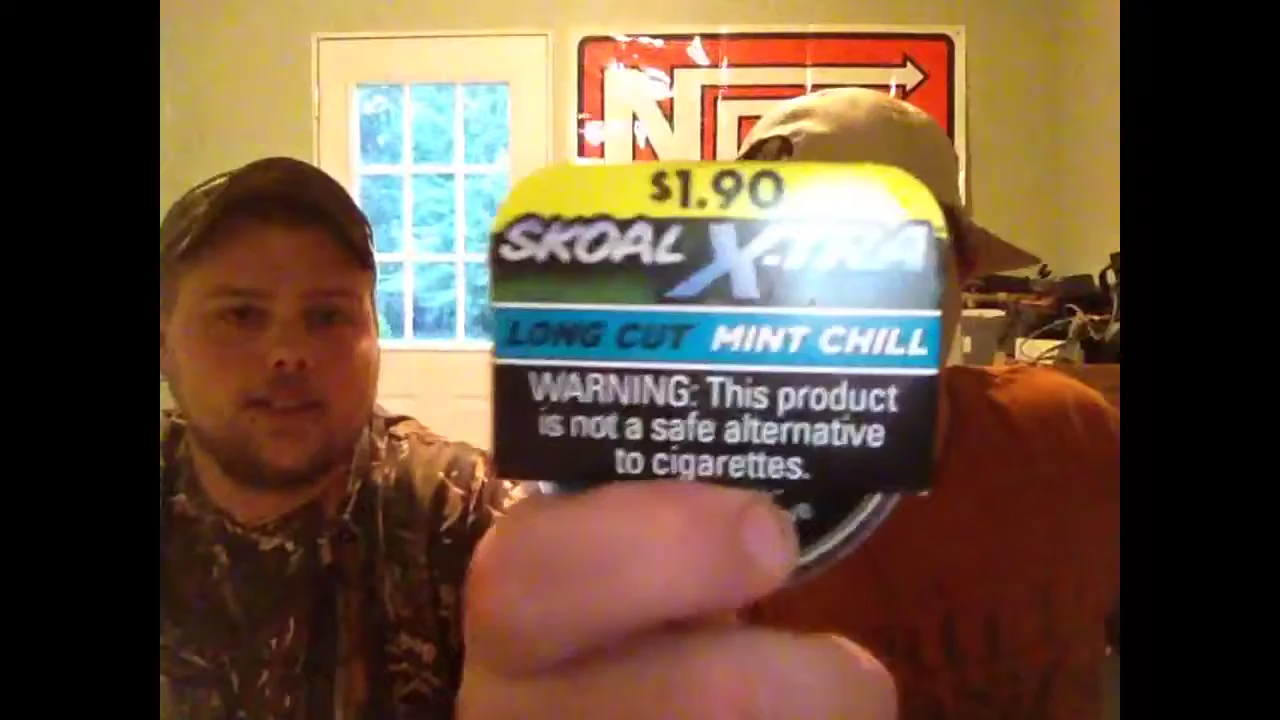 $1.90
SKOAL X-TRA
LONG CUT MINT CHILL
WARNING: This product
is not a safe alternative
to cigarettes.